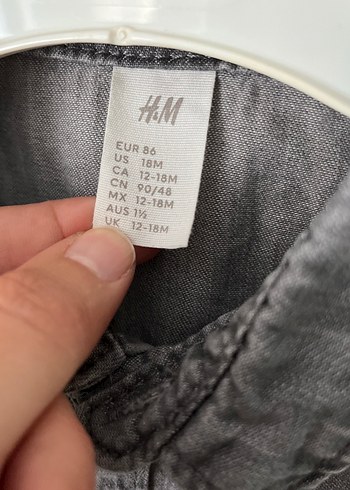 H&M
EUR 86
US 18M
CA 12-18M
CN 90/48
MX 12-18M
AUS 1½
UK 12-18M